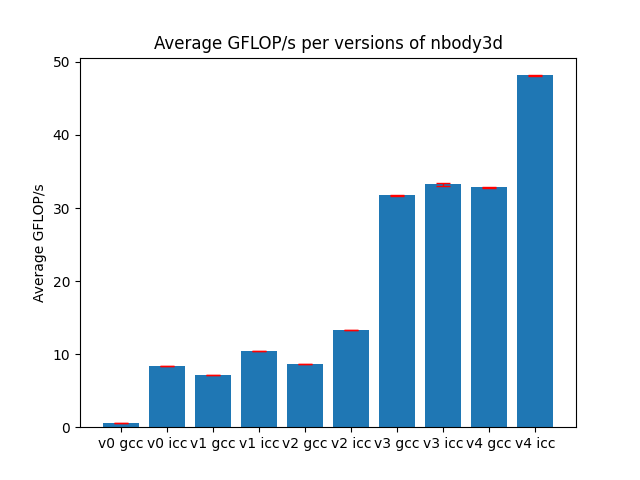 Average GFLOP/s per versions of nbody3d
Average GFLOP/s
50
40
30
20
10
0
v0 gcc v0 icc v1 gcc v1 icc v2 gcc v2 icc v3 gcc v3 icc v4 gcc v4 icc